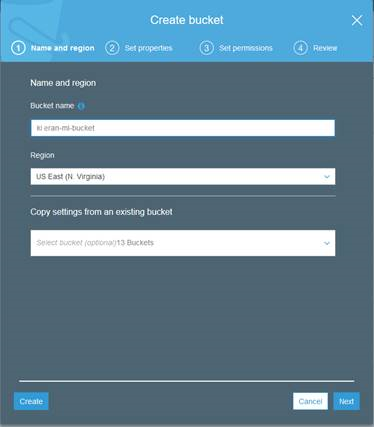 Create bucket
1 Name and region 2 Set properties 3 Set permissions 4 Review
Name and region
Bucket name
ki eran-ml-bucket
Region
US East (N. Virginia)
Copy settings from an existing bucket
Select bucket (optional)13 Buckets
Create Cancel Next